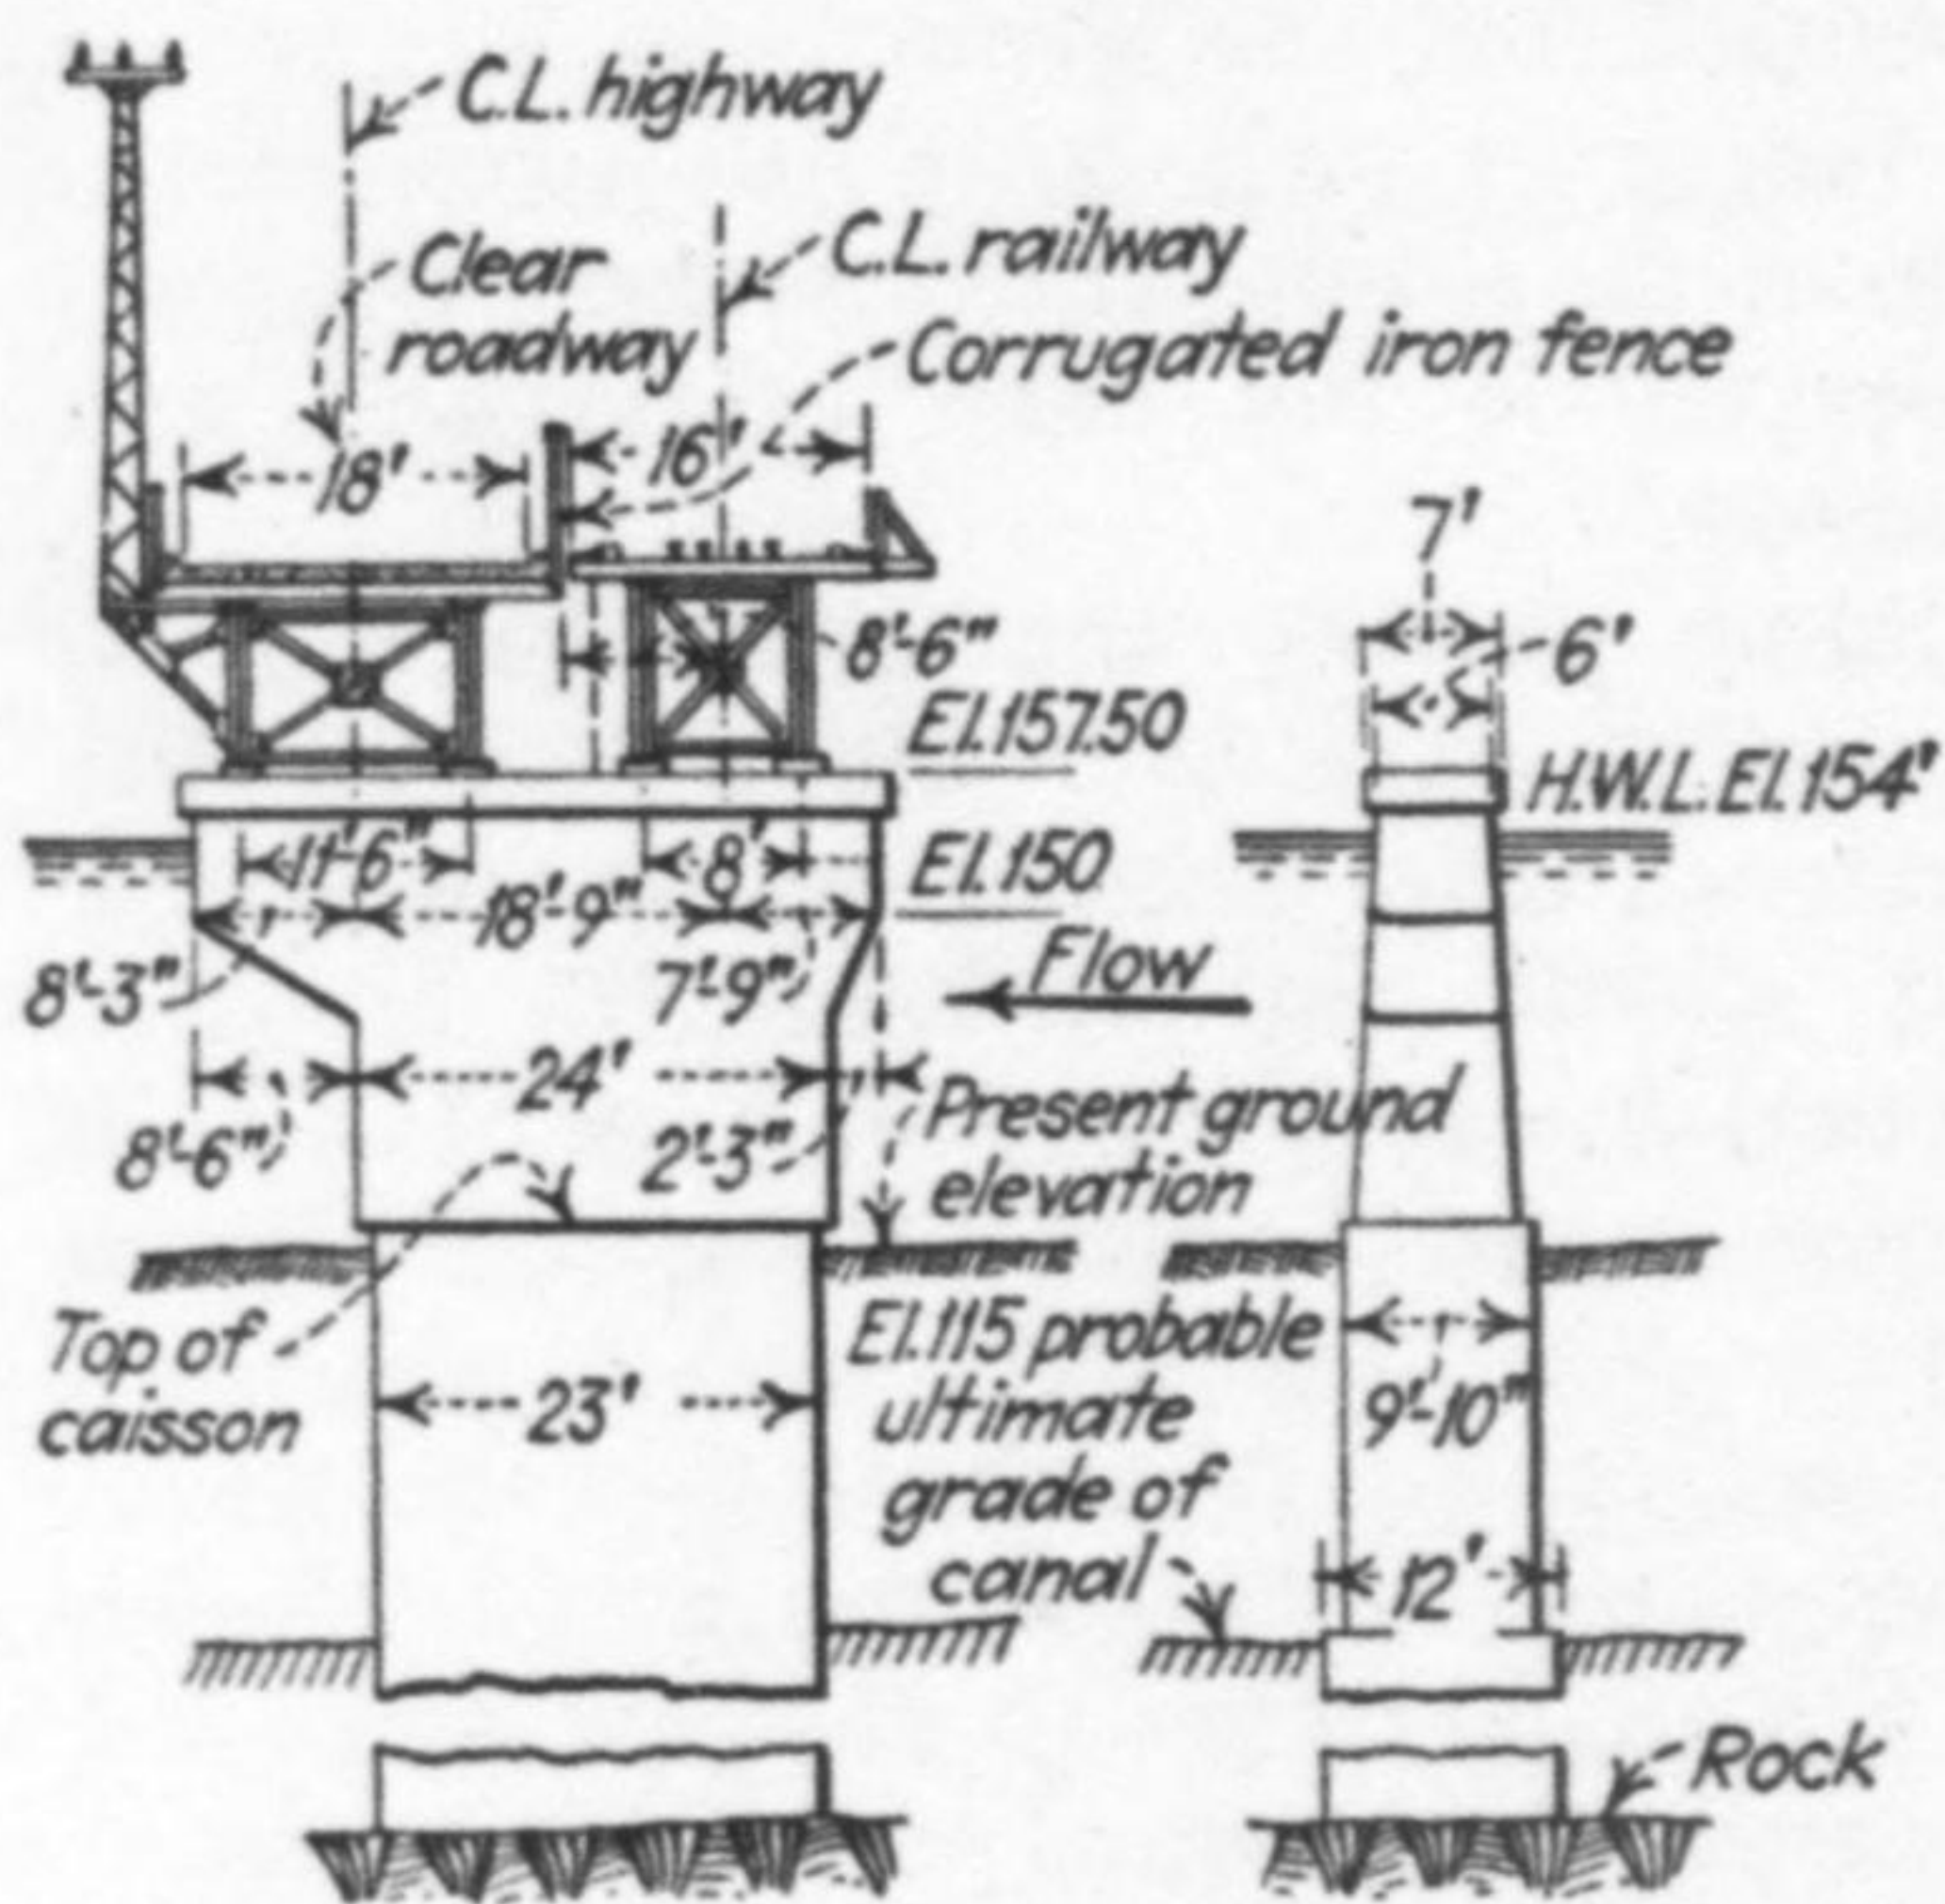 C.L. highway
Clear
roadway
C.L. railway
Corrugated iron fence
18'
16'
7'
6'
8'-6"
El.157.50
H.W.L. El. 154'
11'-6"
8'
El.150
18'-9"
8'-3"
7'-9"
Flow
24'
8'-6"
2'-3"
Present ground
elevation
Top of
caisson
El.115 probable
ultimate
grade of
canal
23'
9'-10"
12'
Rock